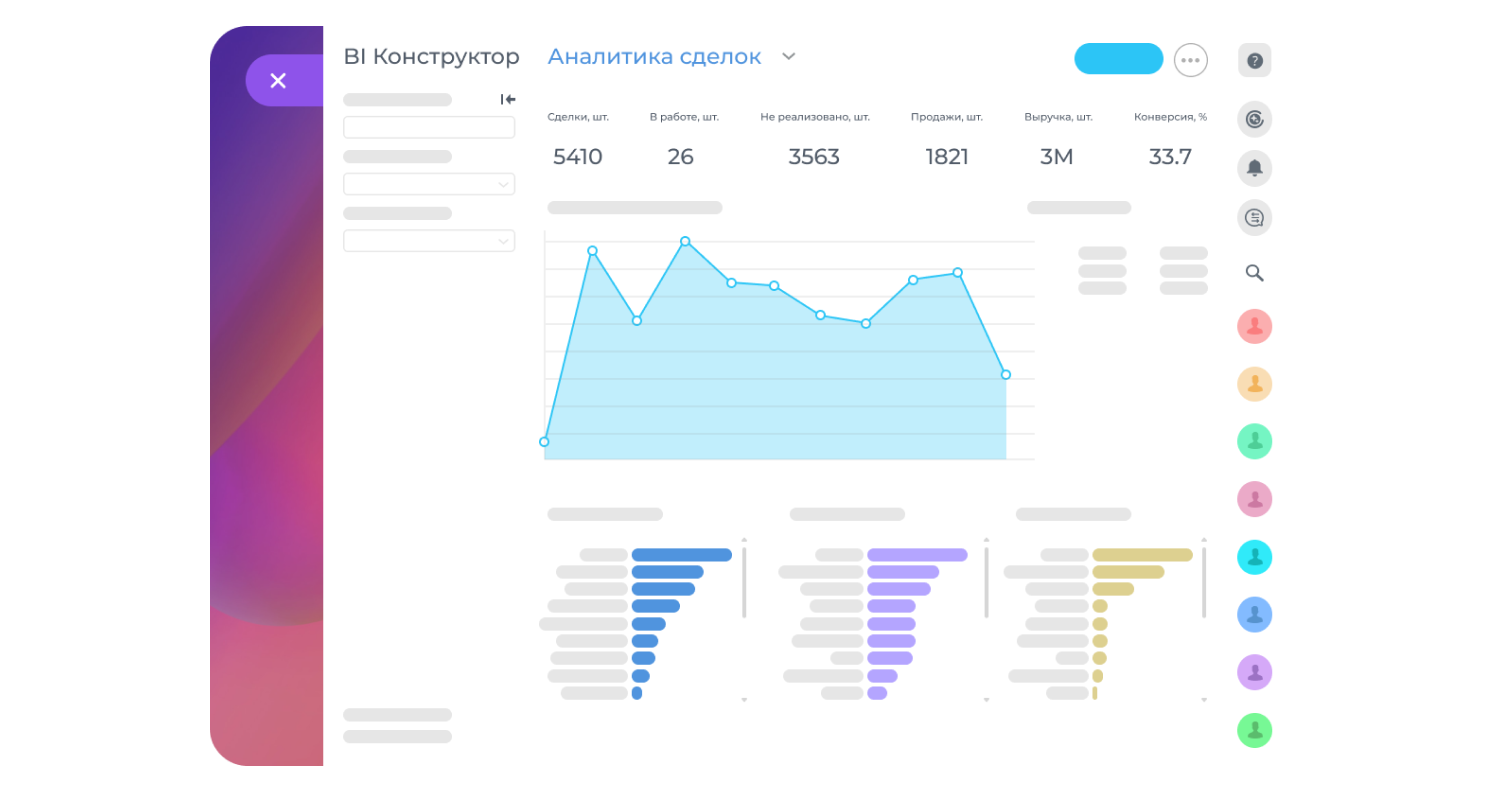 BI Конструктор
Аналитика сделок
Сделки, шт.
В работе, шт.
Не реализовано, шт.
Продажи, шт.
Выручка, шт.
Конверсия, %
5410
26
3563
1821
3М
33.7